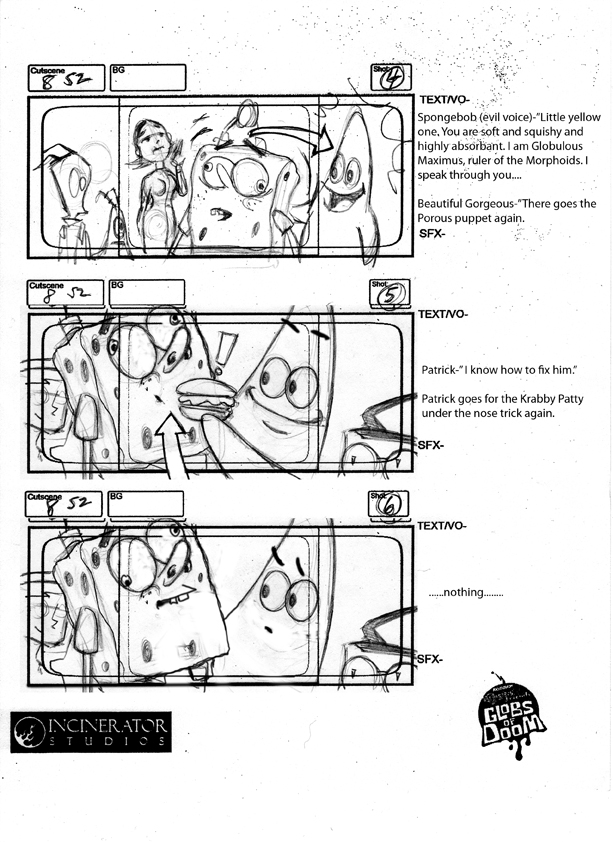 Cutscene
8 S2
BG
Shot
4
TEXT/VO-
Spongebob (evil voice)-"Little yellow
one, You are soft and squishy and
highly absorbant. I am Globulous
Maximus, ruler of the Morphoids. I
speak through you....
Beautiful Gorgeous-"There goes the
Porous puppet again.
SFX-
Cutscene
8 S2
BG
Shot
5
TEXT/VO-
!
Patrick-" I know how to fix him."
Patrick goes for the Krabby Patty
under the nose trick again.
SFX-
Cutscene
8 S2
BG
Shot
6
TEXT/VO-
......nothing........
SFX-
INCINERATOR
STUDIOS
GLOBS
OF
DOOM